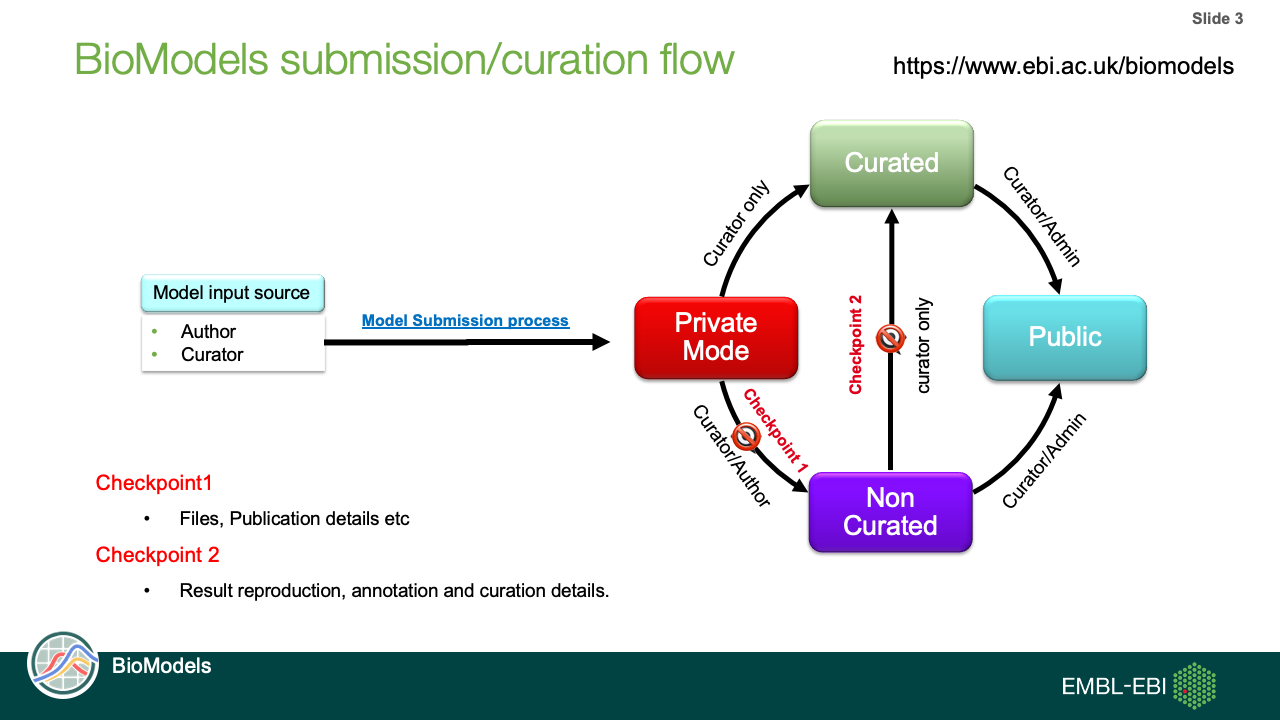 Slide 3
BioModels submission/curation flow
https://www.ebi.ac.uk/biomodels
Curated
Curator only
Curator/Admin
Model input source
• Author
• Curator
Model Submission process
Private
Mode
Checkpoint 2
curator only
Public
Checkpoint 1
Curator/Author
Curator/Admin
Non
Curated
Checkpoint1
• Files, Publication details etc
Checkpoint 2
• Result reproduction, annotation and curation details.
BioModels
EMBL-EBI